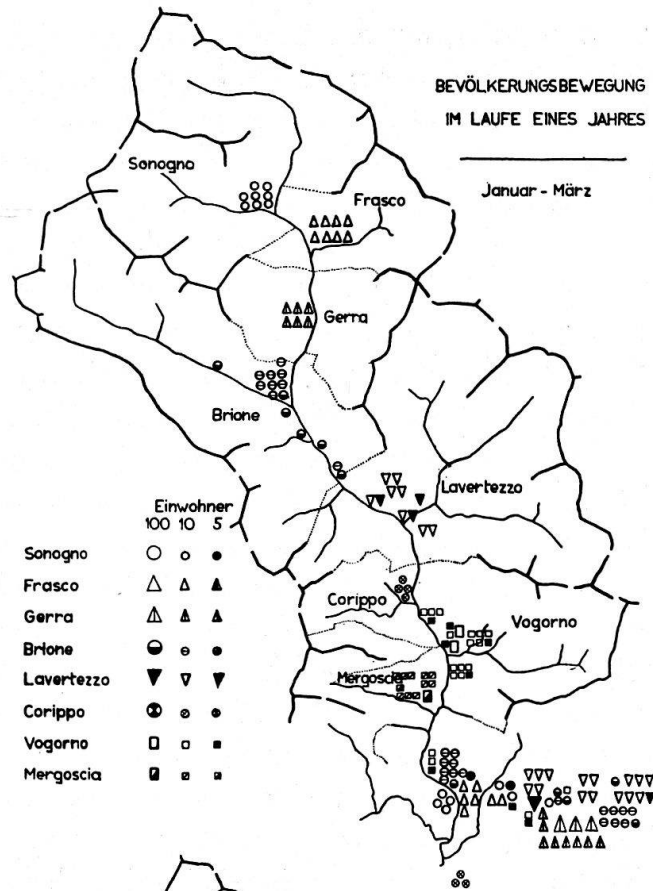 BEVÖLKERUNGSBEWEGUNG
IM LAUFE EINES JAHRES
Januar - März
Sonogno
Frasco
Gerra
Brione
Lavertezzo
Corippo
Vogorno
Mergoscia
Einwohner
100 10 5
Sonogno
Frasco
Gerra
Brione
Lavertezzo
Corippo
Vogorno
Mergoscia